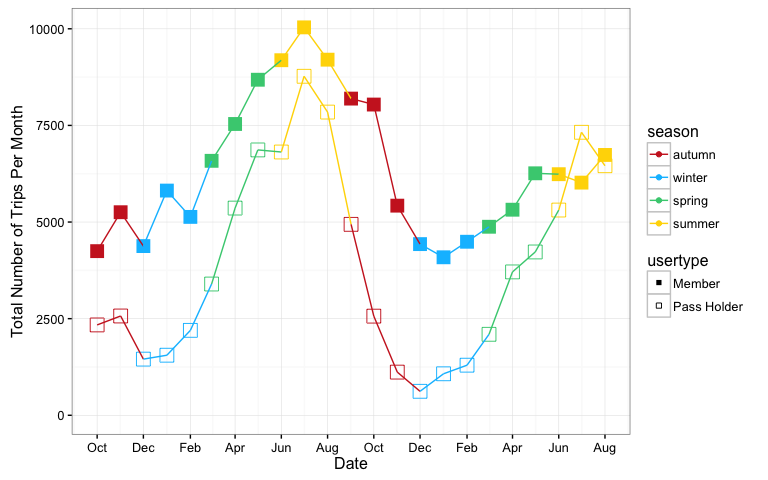 Total Number of Trips Per Month
10000
7500
5000
2500
0
Oct Dec Feb Apr Jun Aug Oct Dec Feb Apr Jun Aug
Date
season
autumn
winter
spring
summer
usertype
Member
Pass Holder